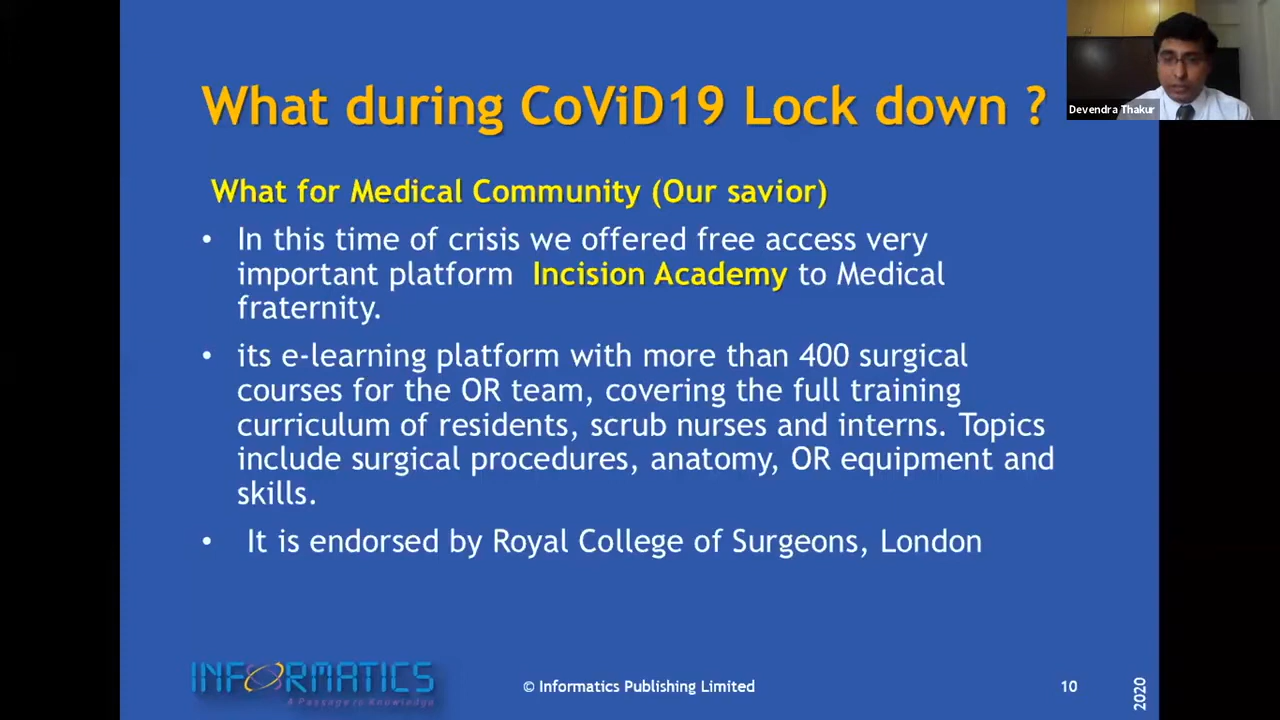 What during CoViD19 Lock down ?
Devendra Thakur
What for Medical Community (Our savior)
• In this time of crisis we offered free access very
important platform Incision Academy to Medical
fraternity.
• its e-learning platform with more than 400 surgical
courses for the OR team, covering the full training
curriculum of residents, scrub nurses and interns. Topics
include surgical procedures, anatomy, OR equipment and
skills.
• It is endorsed by Royal College of Surgeons, London
INFORMATICS
A Passage to Knowledge
© Informatics Publishing Limited
10
2020